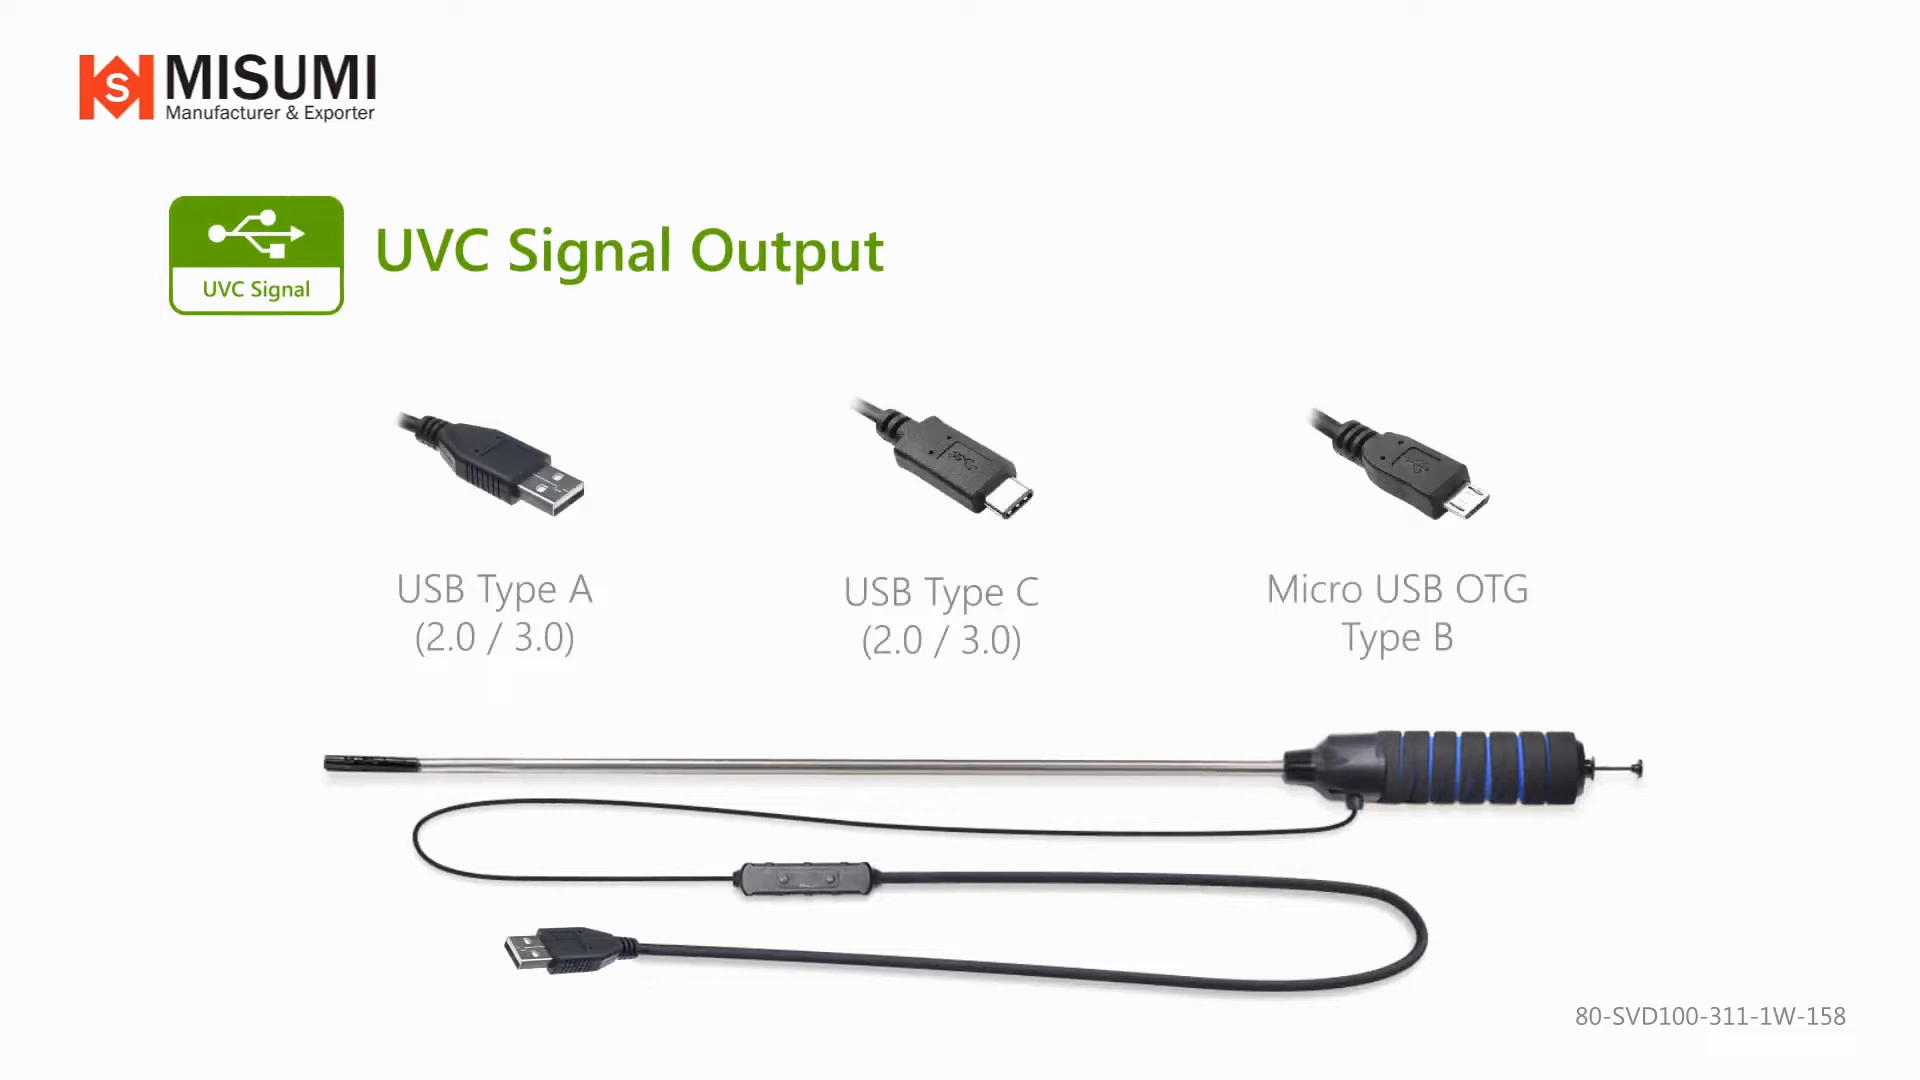 MISUMI
Manufacturer & Exporter
UVC Signal
UVC Signal Output
USB Type A
(2.0 / 3.0)
USB Type C
(2.0 / 3.0)
Micro USB OTG
Type B
80-SVD100-311-1W-158